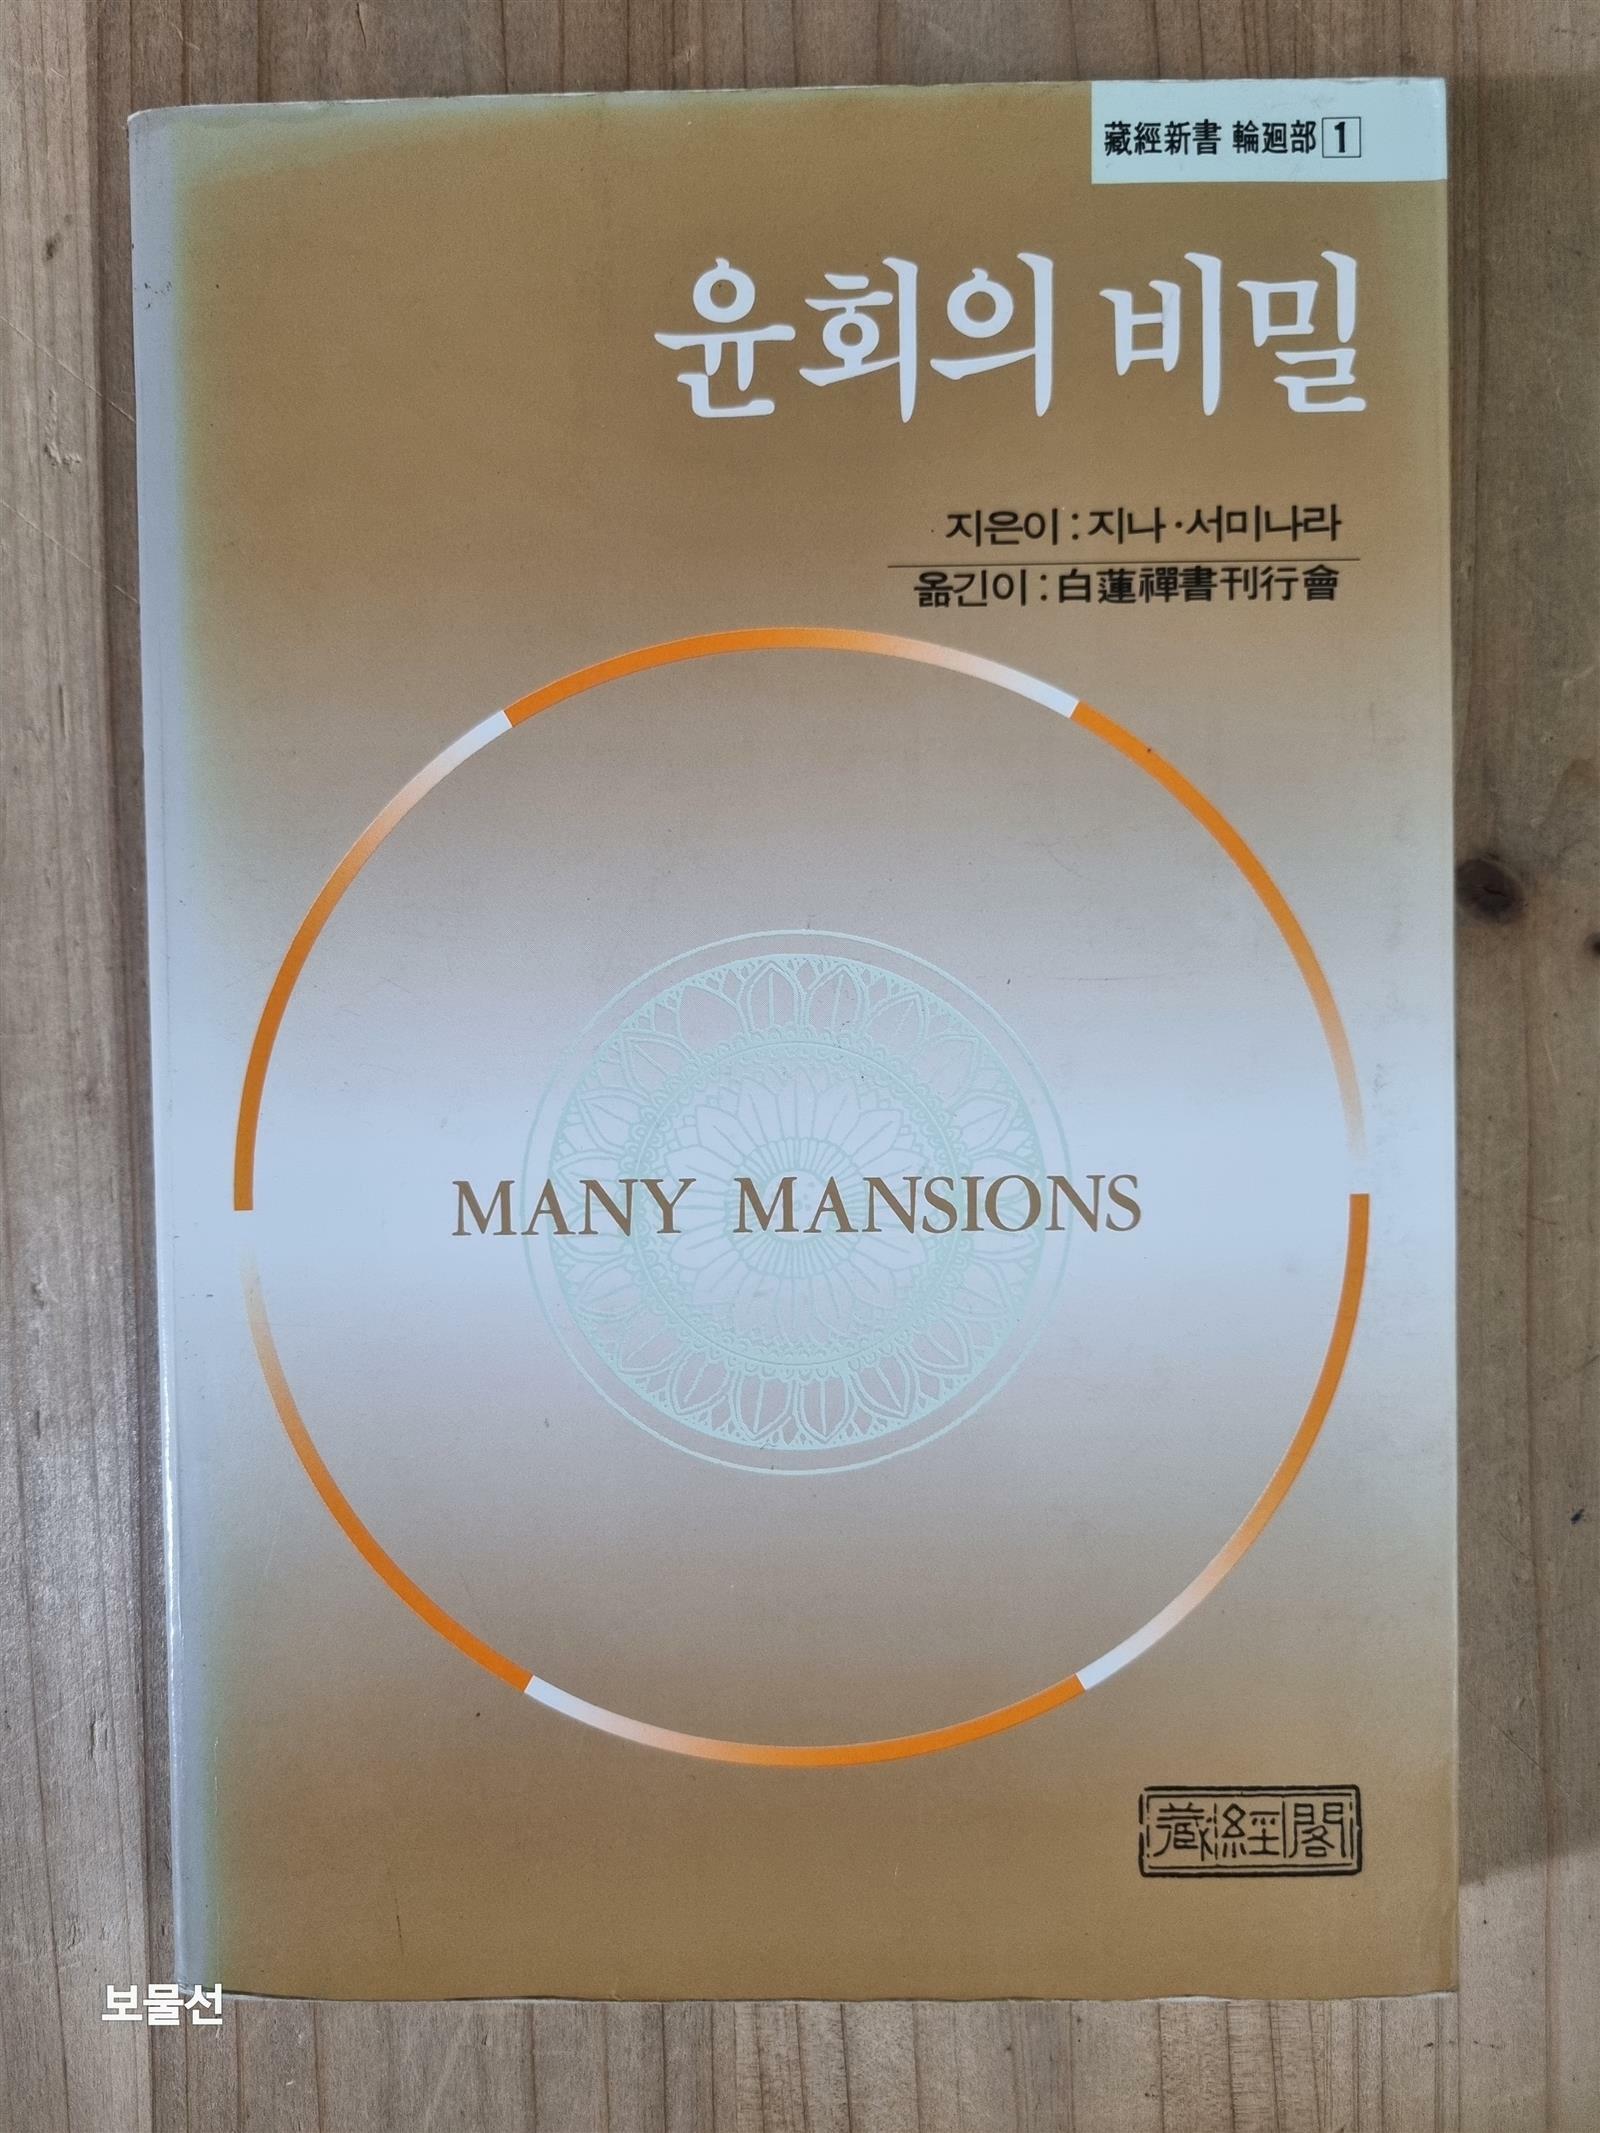 藏經新書 輪廻部 1
윤회의 비밀
지은이 : 지나·서미나라
옮긴이 : 白蓮禪書刊行會
MANY MANSIONS
藏經閣
보물선